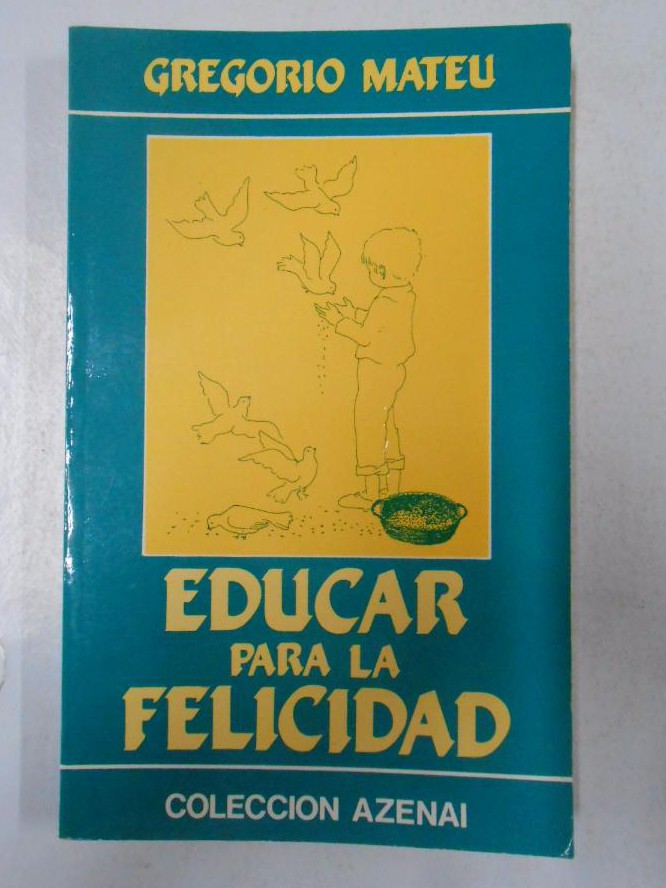 GREGORIO MATEU
EDUCAR
PARA LA
FELICIDAD
COLECCION AZENAI